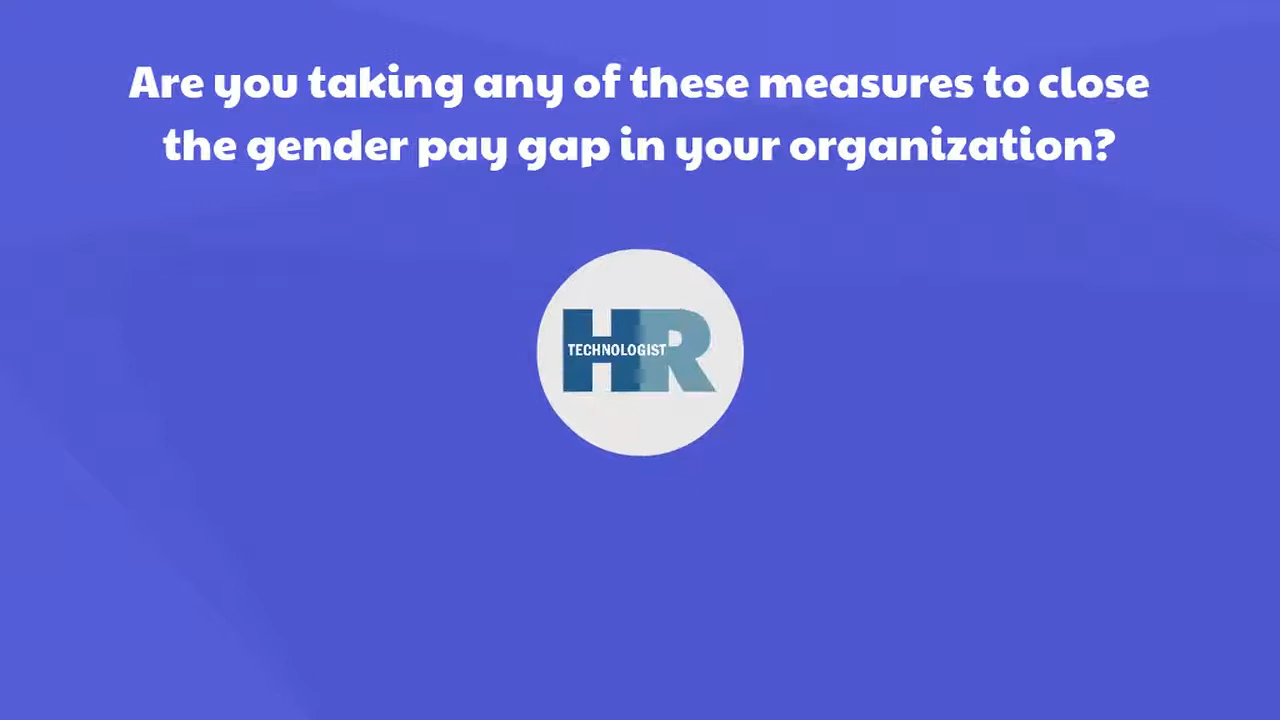 Are you taking any of these measures to close
the gender pay gap in your organization?
HR
TECHNOLOGIST